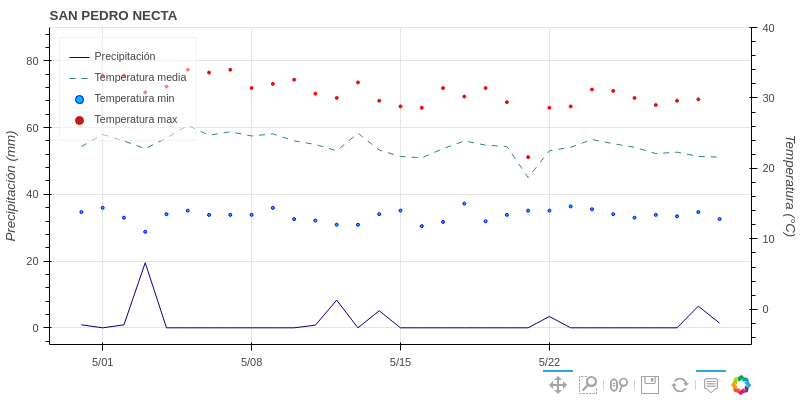 SAN PEDRO NECTA
Precipitación
Temperatura media
Temperatura min
Temperatura max
80
60
40
20
0
40
30
20
10
0
Precipitación (mm)
Temperatura (°C)
5/01
5/08
5/15
5/22